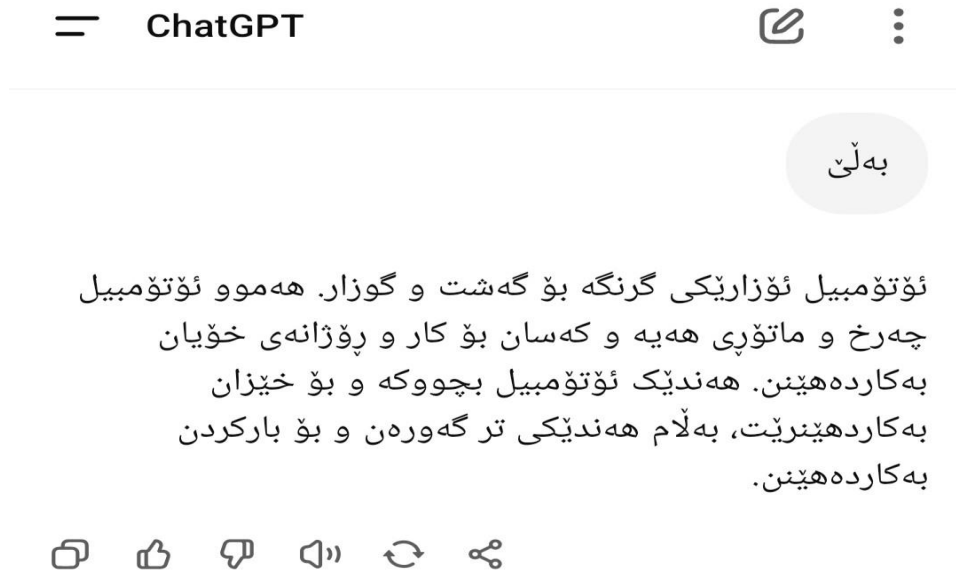 ChatGPT
بەڵێ
ئۆتۆمبیل ئۆزارێکی گرنگە بۆ گەشت و گوزار. هەموو ئۆتۆمبیل
چەرخ و ماتۆڕی هەیە و کەسان بۆ کار و ڕۆژانەی خۆیان
بەکاردەهێنن. هەندێک ئۆتۆمبیل بچووکە و بۆ خێزان
بەکاردهێنرێت، بەڵام هەندێکی تر گەورەن و بۆ بارکردن
بەکاردەهێنن.